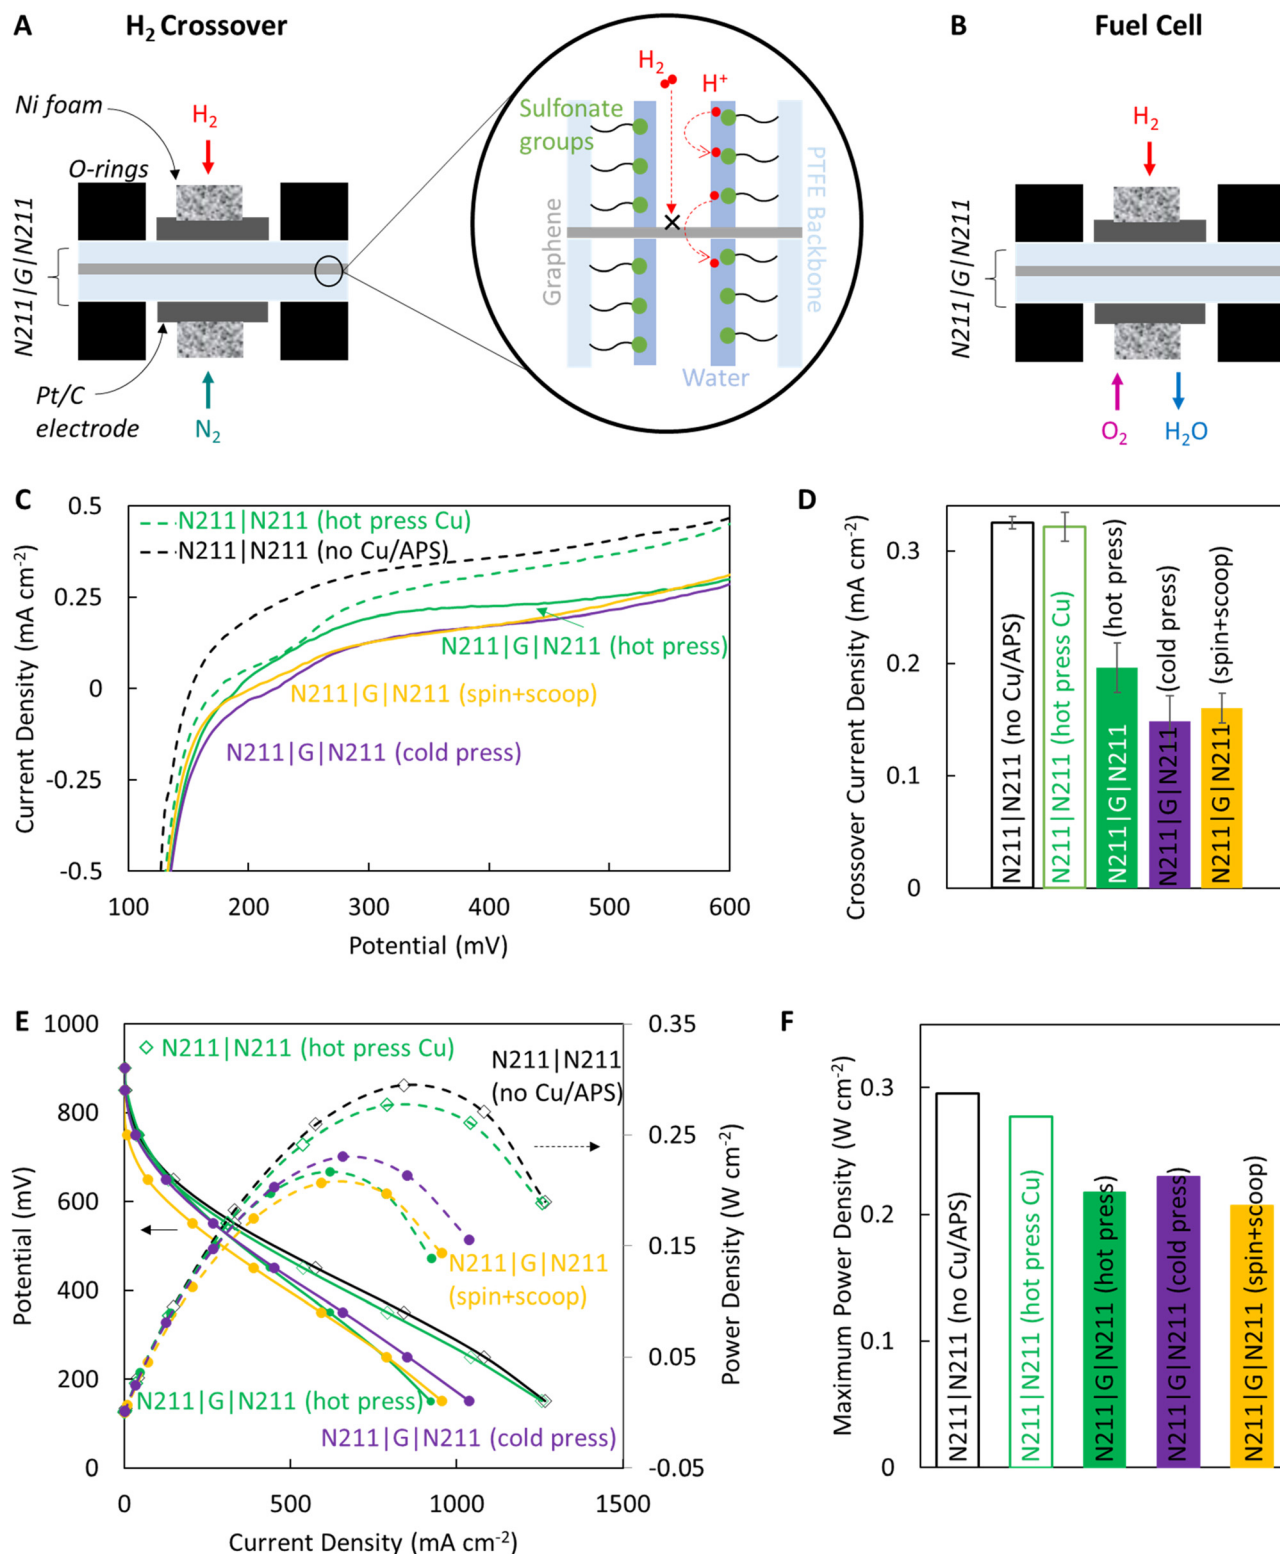 A
H2 Crossover
Ni foam
H2
O-rings
N211|G|N211
Pt/C
electrode
N2
H2
H+
Sulfonate
groups
Graphene
PTFE Backbone
Water
B
Fuel Cell
H2
N211|G|N211
O2
H2O
C
Current Density (mA cm-2)
0.5
0.25
0
-0.25
-0.5
N211|N211 (hot press Cu)
N211|N211 (no Cu/APS)
N211|G|N211 (hot press)
N211|G|N211 (spin+scoop)
N211|G|N211 (cold press)
100 200 300 400 500 600
Potential (mV)
D
Crossover Current Density (mA cm-2)
0.3
0.2
0.1
0
N211|N211 (no Cu/APS)
N211|N211 (hot press Cu)
N211|G|N211 (hot press)
N211|G|N211 (cold press)
N211|G|N211 (spin+scoop)
E
Potential (mV)
1000
800
600
400
200
0
N211|N211 (hot press Cu)
N211|N211
(no Cu/APS)
N211|G|N211
(spin+scoop)
N211|G|N211 (hot press)
N211|G|N211 (cold press)
0.35
0.25
0.15
0.05
-0.05
Power Density (W cm-2)
0 500 1000 1500
Current Density (mA cm-2)
F
Maximum Power Density (W cm-2)
0.3
0.2
0.1
0
N211|N211 (no Cu/APS)
N211|N211 (hot press Cu)
N211|G|N211 (hot press)
N211|G|N211 (cold press)
N211|G|N211 (spin+scoop)